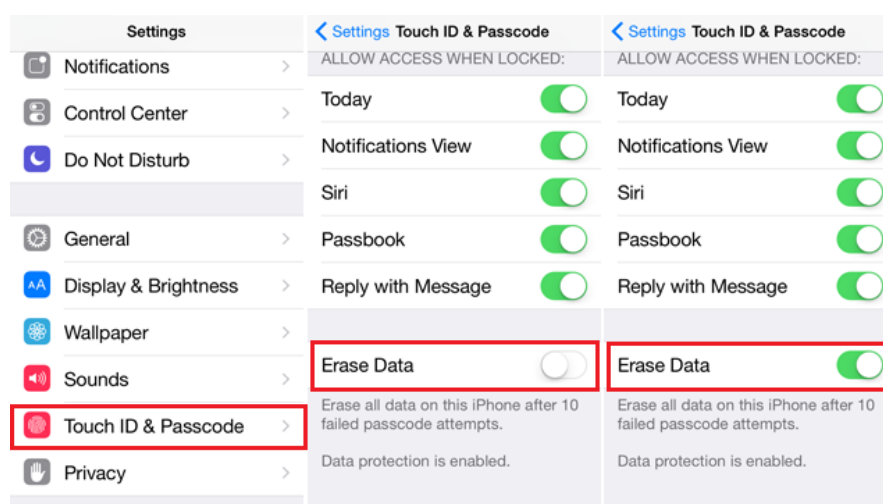 Settings
Notifications
Control Center
Do Not Disturb
General
AA Display & Brightness
Wallpaper
Sounds
Touch ID & Passcode
Privacy
Settings Touch ID & Passcode
ALLOW ACCESS WHEN LOCKED:
Today
Notifications View
Siri
Passbook
Reply with Message
Erase Data
Erase all data on this iPhone after 10
failed passcode attempts.
Data protection is enabled.
Settings Touch ID & Passcode
ALLOW ACCESS WHEN LOCKED:
Today
Notifications View
Siri
Passbook
Reply with Message
Erase Data
Erase all data on this iPhone after 10
failed passcode attempts.
Data protection is enabled.